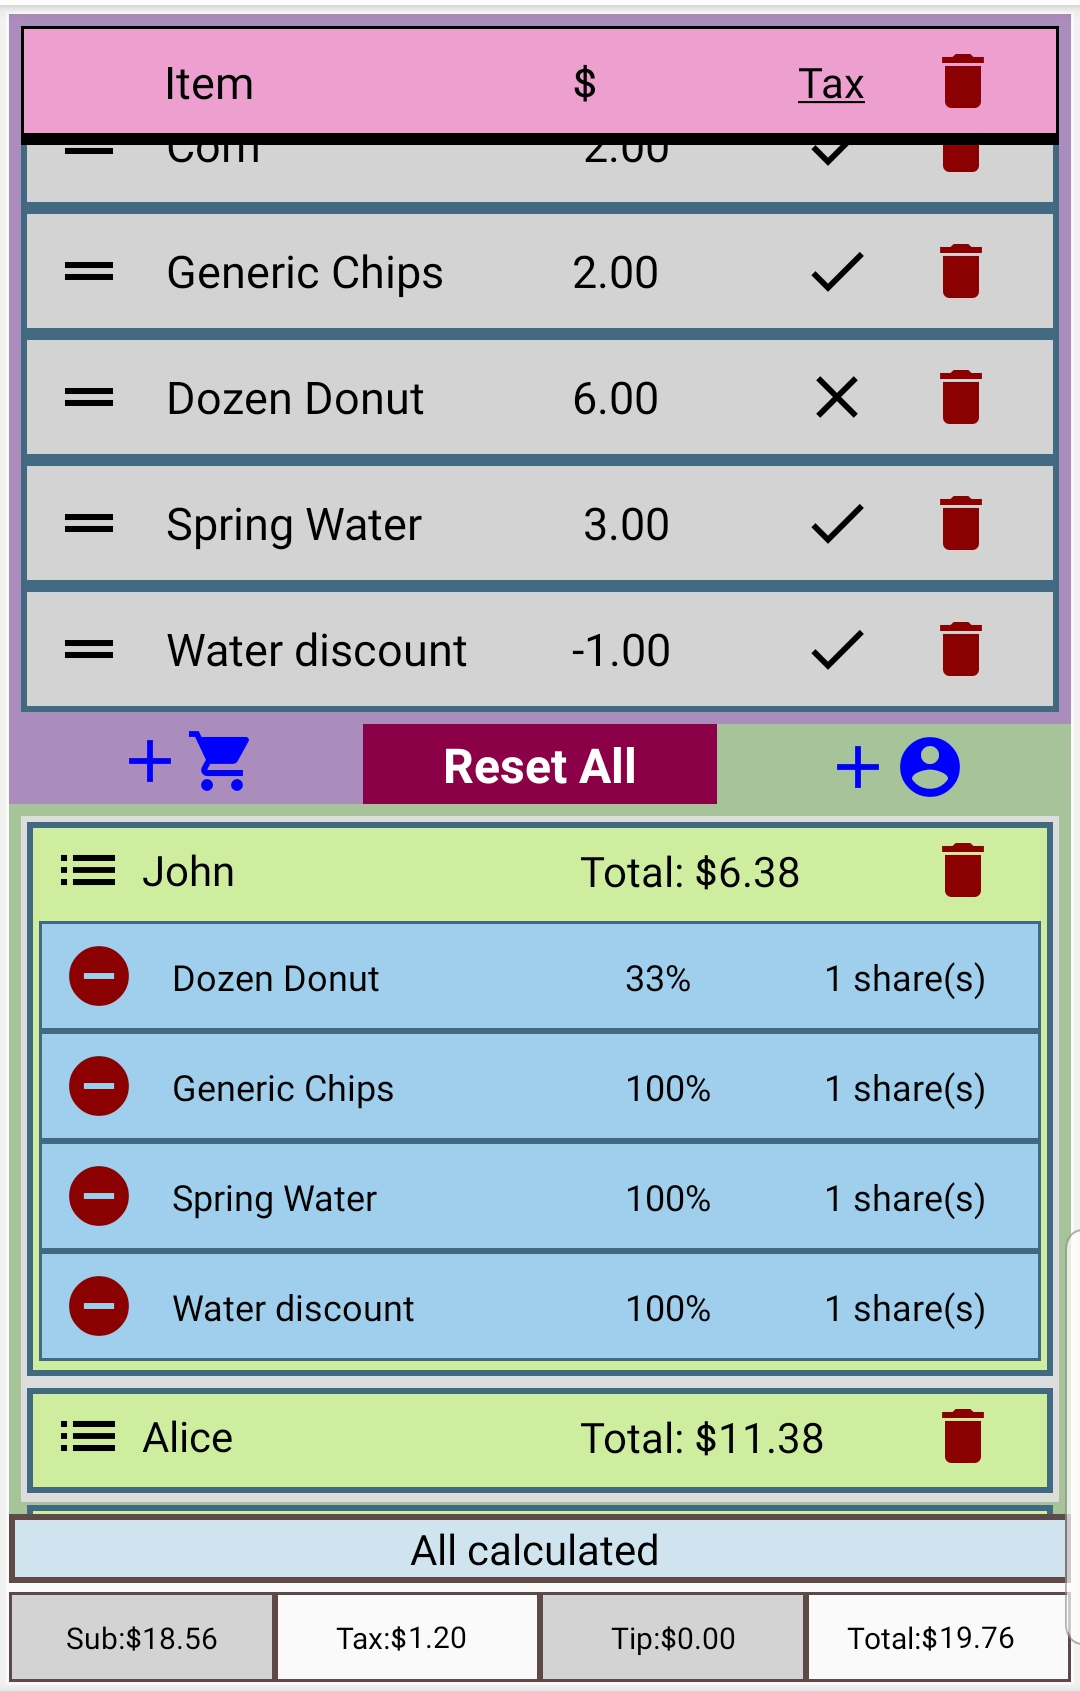 Item $ Tax
2.00
Generic Chips 2.00
Dozen Donut 6.00
Spring Water 3.00
Water discount -1.00
Reset All
John Total: $6.38
Dozen Donut 33% 1 share(s)
Generic Chips 100% 1 share(s)
Spring Water 100% 1 share(s)
Water discount 100% 1 share(s)
Alice Total: $11.38
All calculated
Sub:$18.56 Tax:$1.20 Tip:$0.00 Total:$19.76